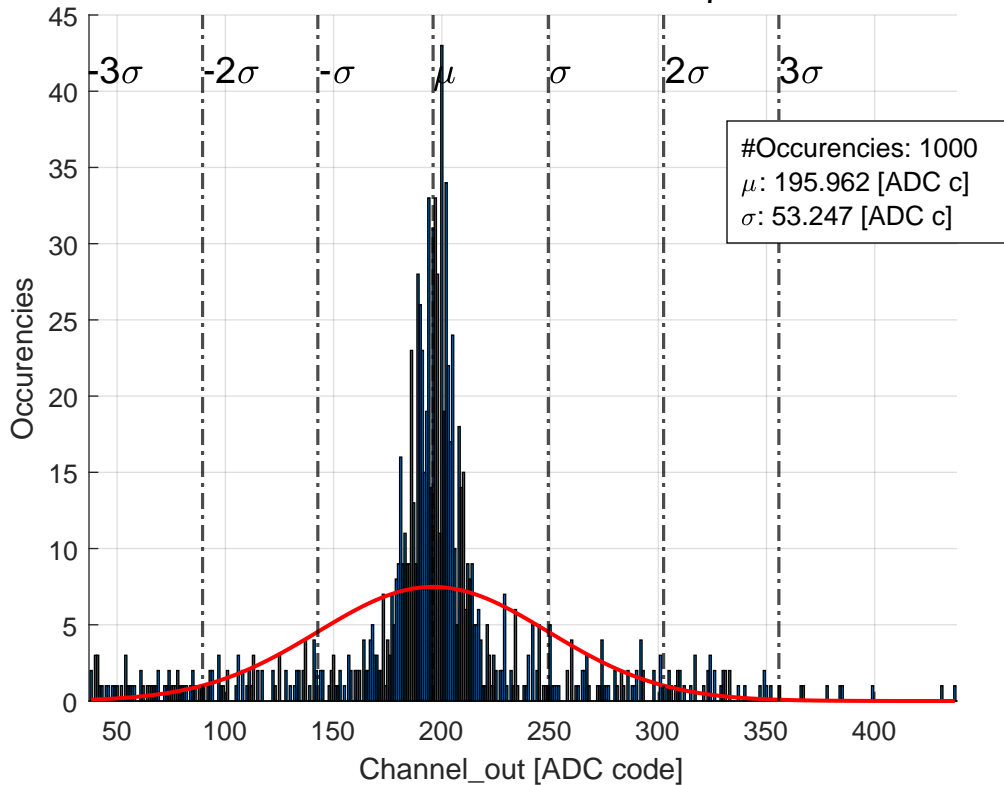 45
40
35
30
25
20
15
10
5
0
Occurencies
-3σ -2σ -σ μ σ 2σ 3σ
#Occurencies: 1000
μ: 195.962 [ADC c]
σ: 53.247 [ADC c]
50 100 150 200 250 300 350 400
Channel_out [ADC code]